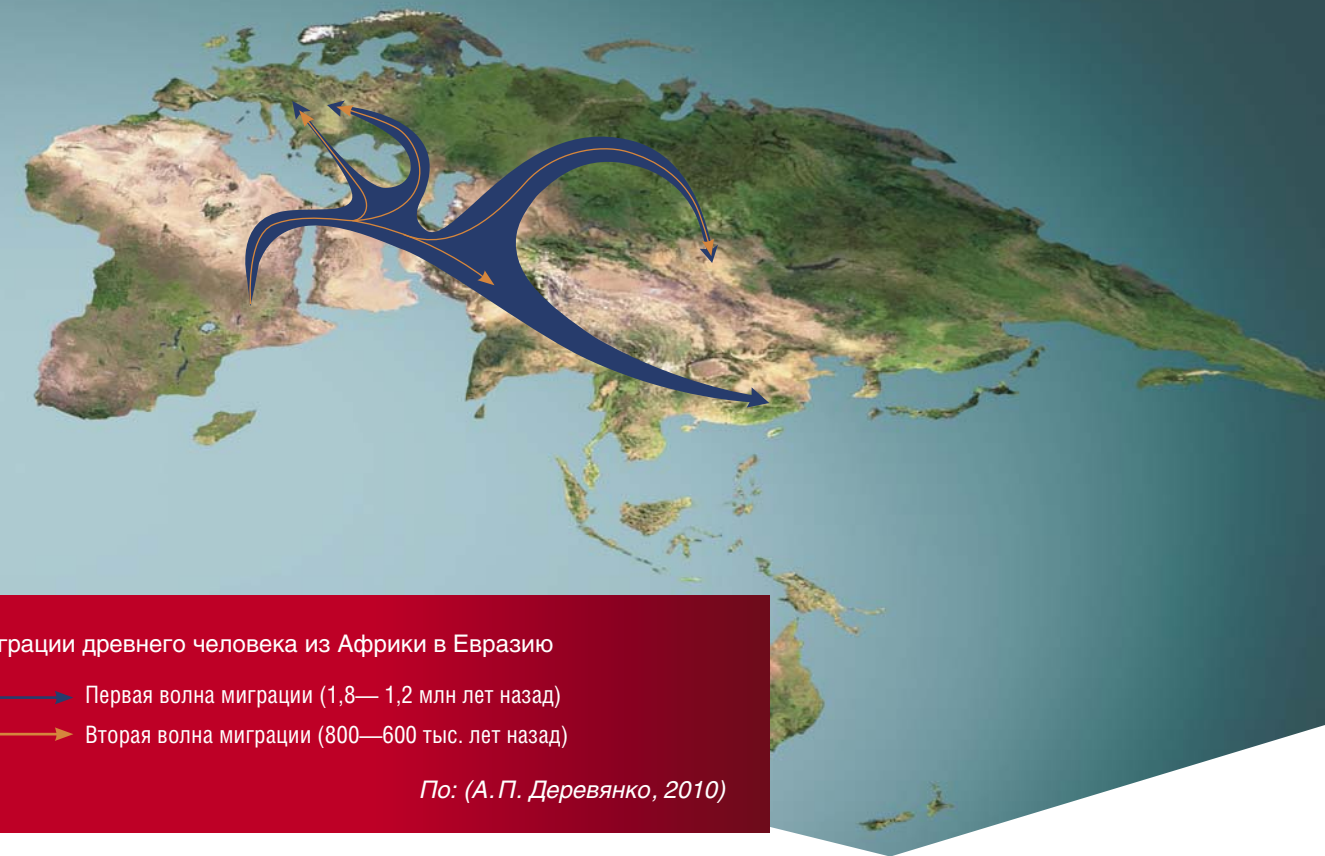 грации древнего человека из Африки в Евразию
Первая волна миграции (1,8— 1,2 млн лет назад)
Вторая волна миграции (800—600 тыс. лет назад)
По: (А.П. Деревянко, 2010)